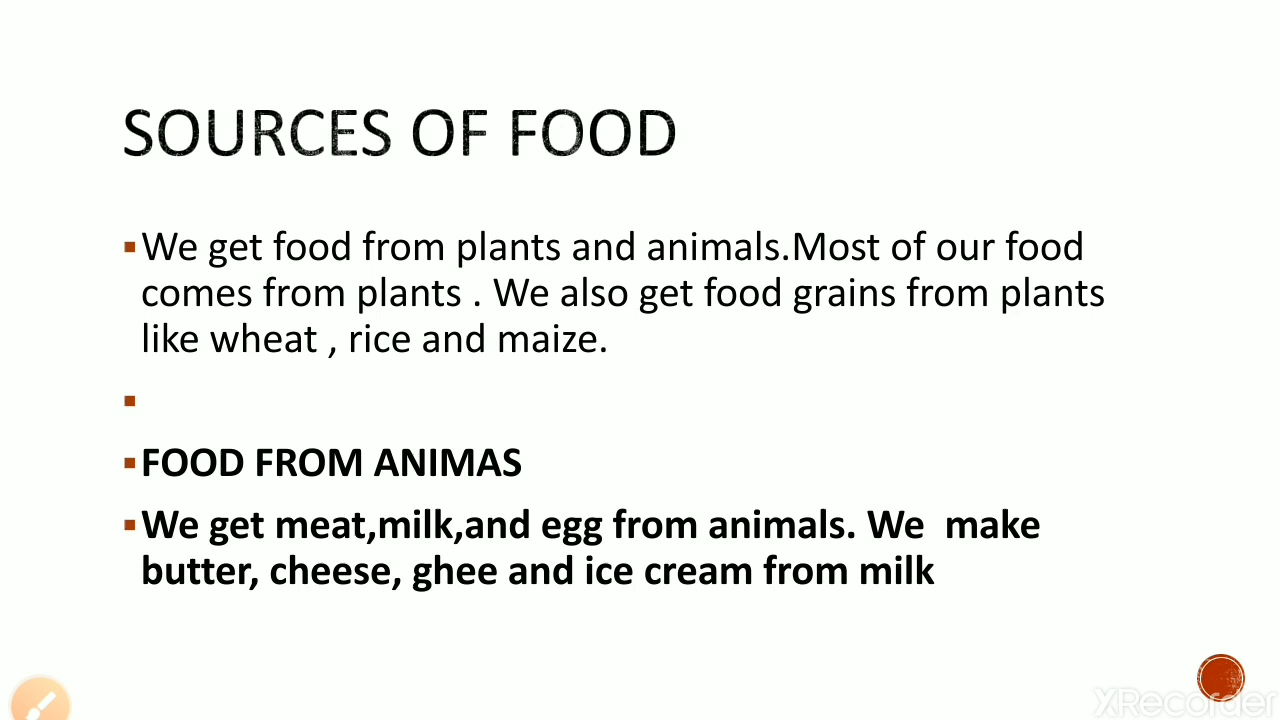 SOURCES OF FOOD
We get food from plants and animals.Most of our food
comes from plants . We also get food grains from plants
like wheat , rice and maize.
FOOD FROM ANIMAS
We get meat,milk,and egg from animals. We  make
butter, cheese, ghee and ice cream from milk
XRecorder